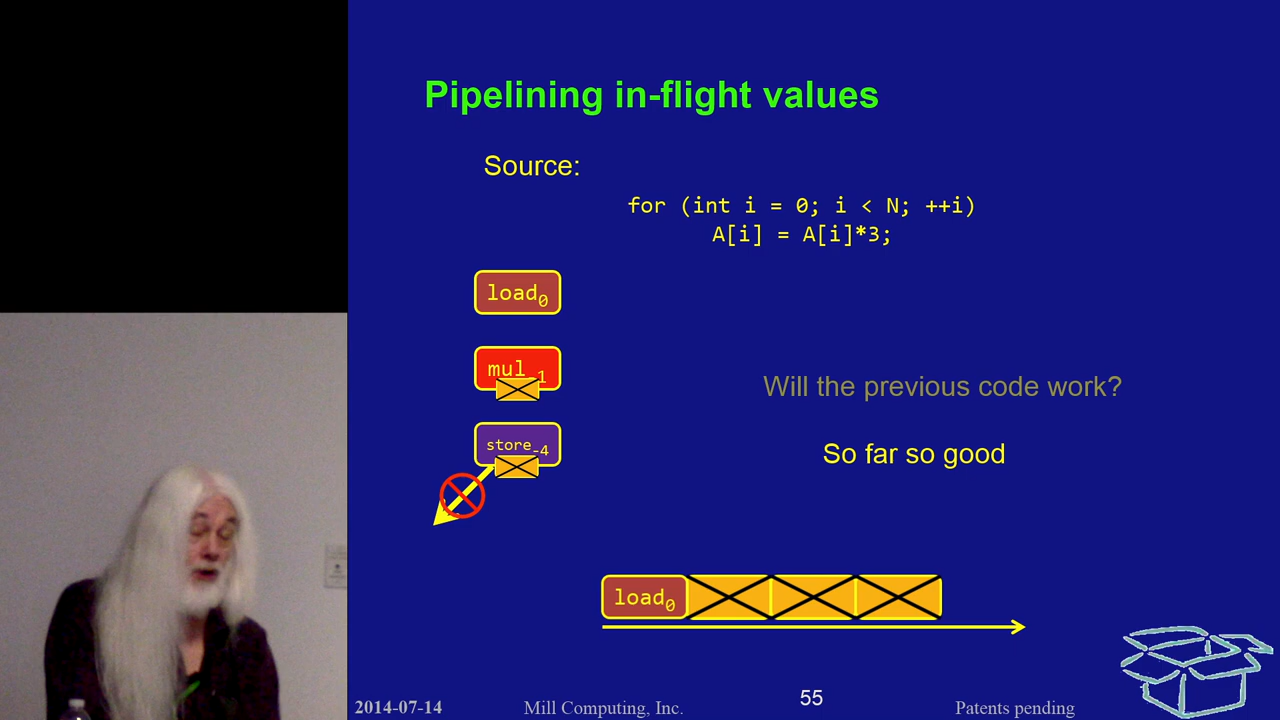 Pipelining in-flight values
Source:
for (int i = 0; i < N; ++i)
A[i] = A[i]*3;
load0
mul-1
Will the previous code work?
store-4
So far so good
load0
2014-07-14 Mill Computing, Inc. 55 Patents pending